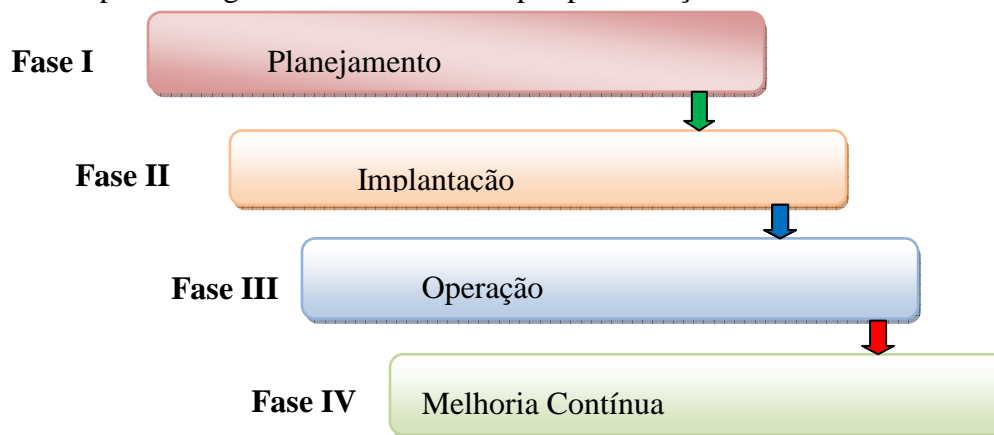 Fase I Planejamento
Fase II Implantação
Fase III Operação
Fase IV Melhoria Contínua